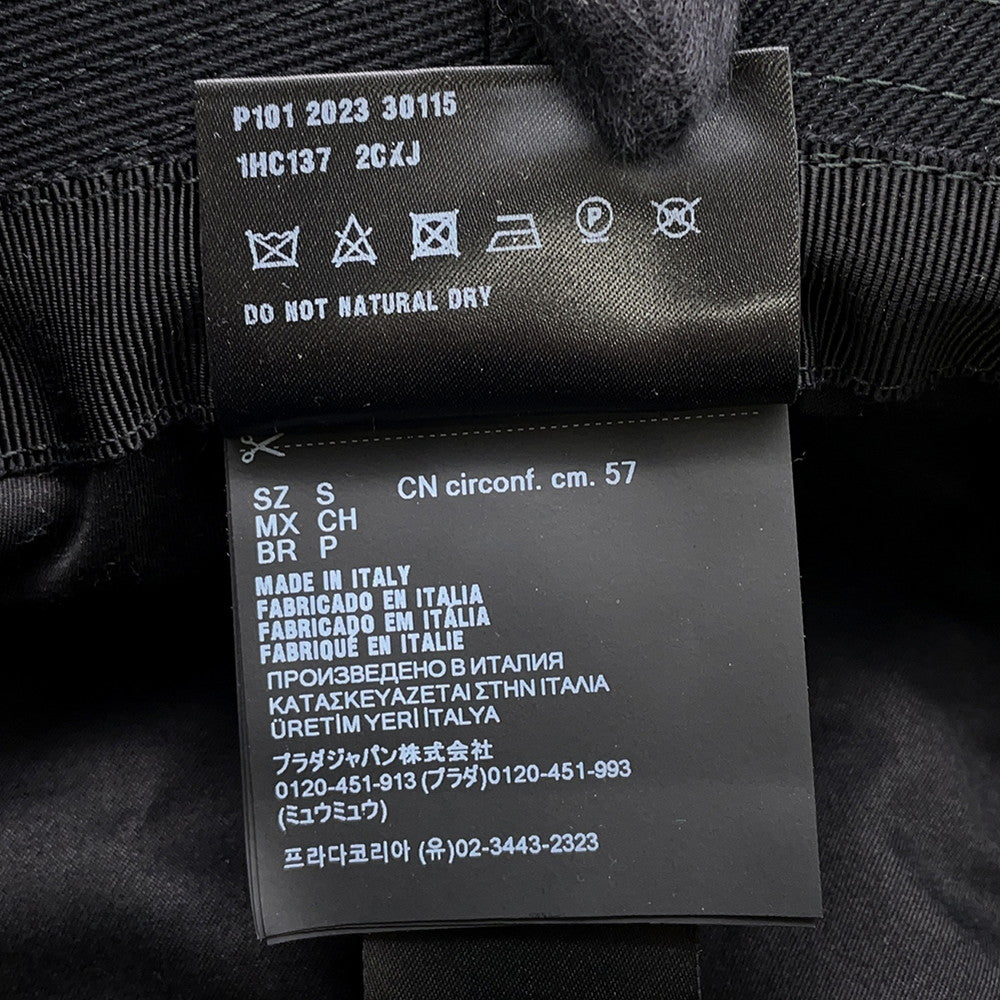 P101 2023 30115
1HC137 2CXJ
P W
DO NOT NATURAL DRY
SZ S CN circonf. cm. 57
MX CH
BR P
MADE IN ITALY
FABRICADO EN ITALIA
FABRICADO EM ITÁLIA
FABRIQUÉ EN ITALIE
ПРОИЗВЕДЕНО В ИТАЛИЯ
ΚΑΤΑΣΚΕΥΑΖΕΤΑΙ ΣΤΗΝ ΙΤΑΛΙΑ
ÜRETİM YERİ İTALYA
プラダジャパン株式会社
0120-451-913 (プラダ)0120-451-993
(ミュウミュウ)
프라다코리아 (유)02-3443-2323